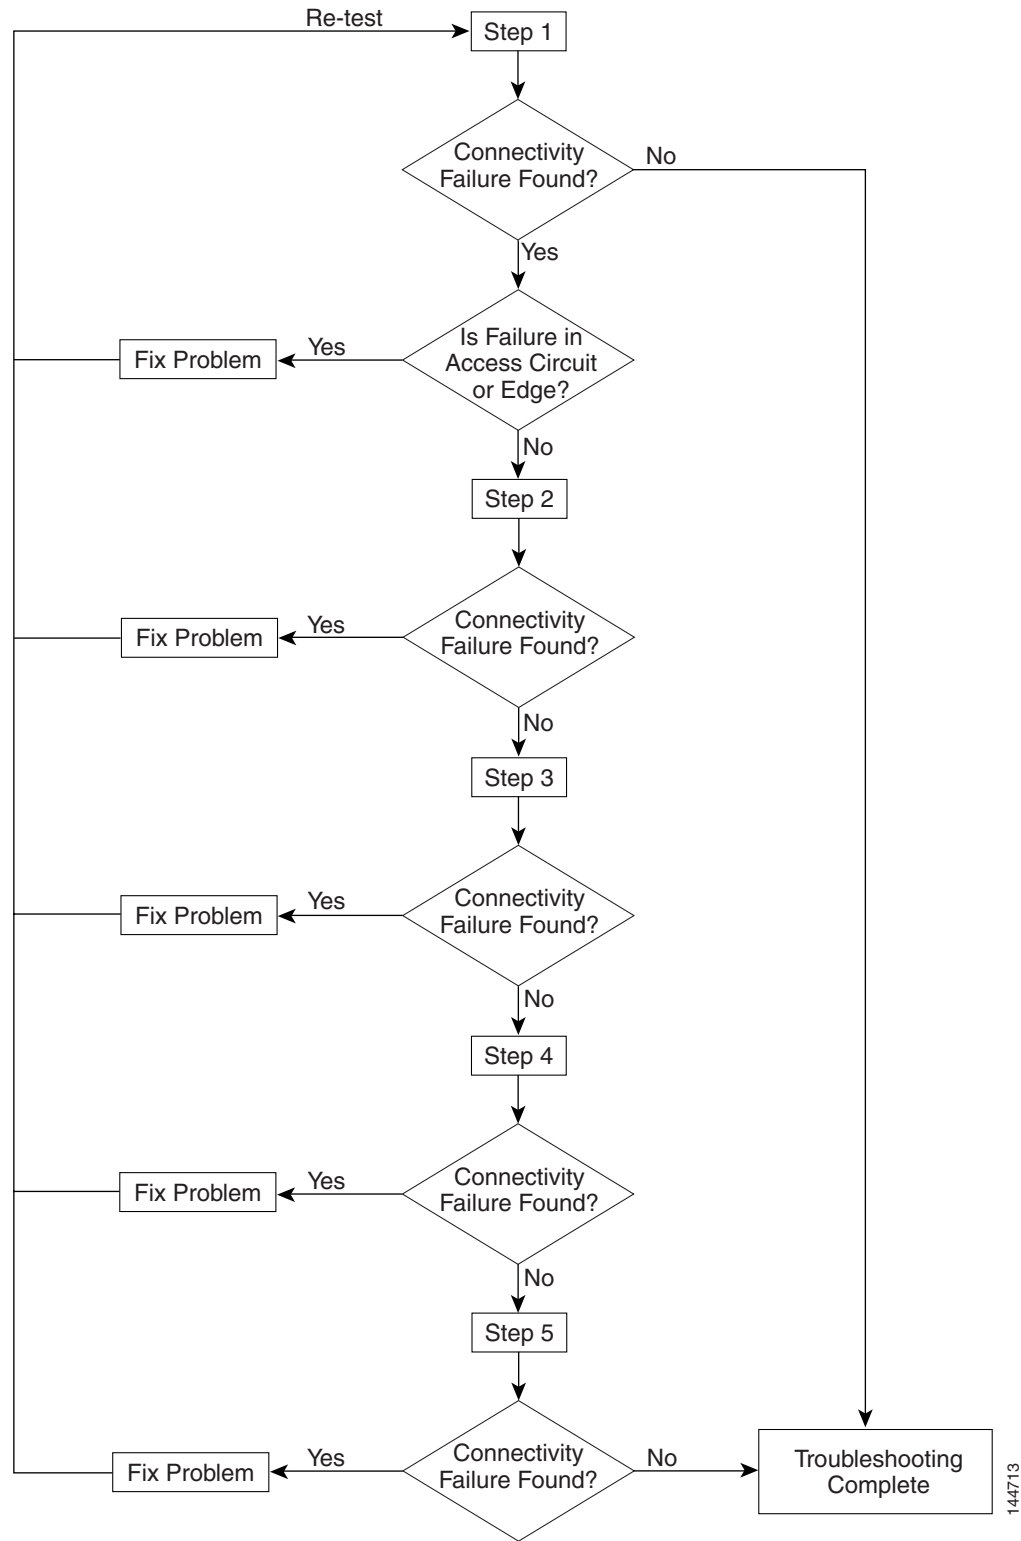 Re-test
Step 1
Connectivity
Failure Found?
No
Yes
Is Failure in
Access Circuit
or Edge?
Yes
Fix Problem
No
Step 2
Connectivity
Failure Found?
Yes
Fix Problem
No
Step 3
Connectivity
Failure Found?
Yes
Fix Problem
No
Step 4
Connectivity
Failure Found?
Yes
Fix Problem
No
Step 5
Connectivity
Failure Found?
Yes
Fix Problem
No
Troubleshooting
Complete
144713